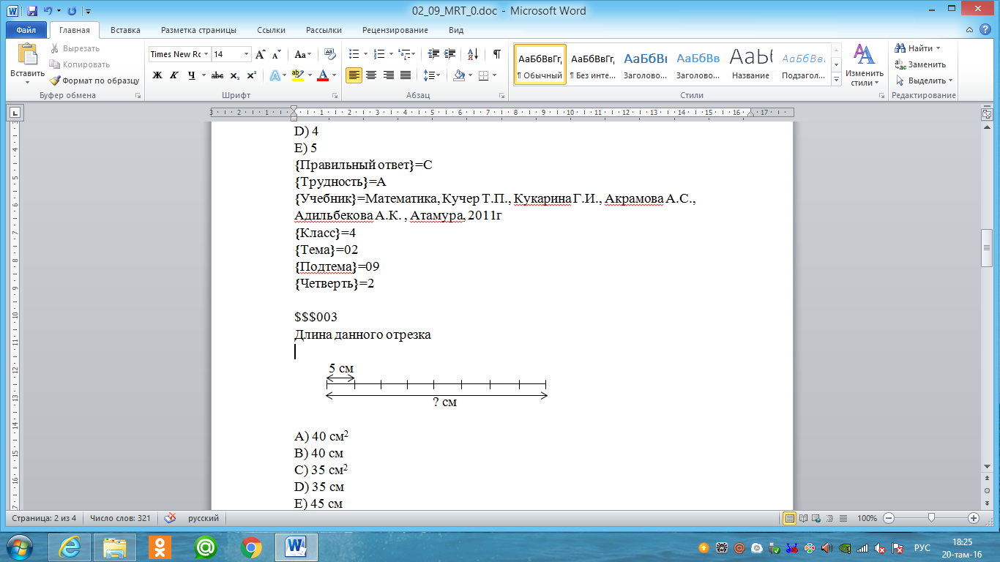 02_09_MRT_0.doc - Microsoft Word
Файл Главная Вставка Разметка страницы Ссылки Рассылки Рецензирование Вид
Вставить
Вырезать
Копировать
Формат по образцу
Буфер обмена
Times New Rc 14
Ж К Ч abc x₂ x²
Шрифт
Абзац
АаБбВвГг, АаБбВвГг, АаБбВı АаБбВв АаБ АаБбВвı
¶ Обычный ¶ Без инте... Заголово... Заголово... Название Подзагол...
Изменить стили
Стили
Найти
Заменить
Выделить
Редактирование
3 2 1 1 2 3 4 5 6 7 8 9 10 11 12 13 14 15 16 17
D) 4
E) 5
{Правильный ответ}=C
{Трудность}=A
{Учебник}=Математика, Кучер Т.П., Кукарина Г.И., Акрамова А.С.,
Адильбекова А.К. , Атамура, 2011г
{Класс}=4
{Тема}=02
{Подтема}=09
{Четверть}=2
$$$003
Длина данного отрезка
5 см
? см
A) 40 см²
B) 40 см
C) 35 см²
D) 35 см
E) 45 см
Страница: 2 из 4 Число слов: 321 русский 100%
РУС
18:25
20-там-16